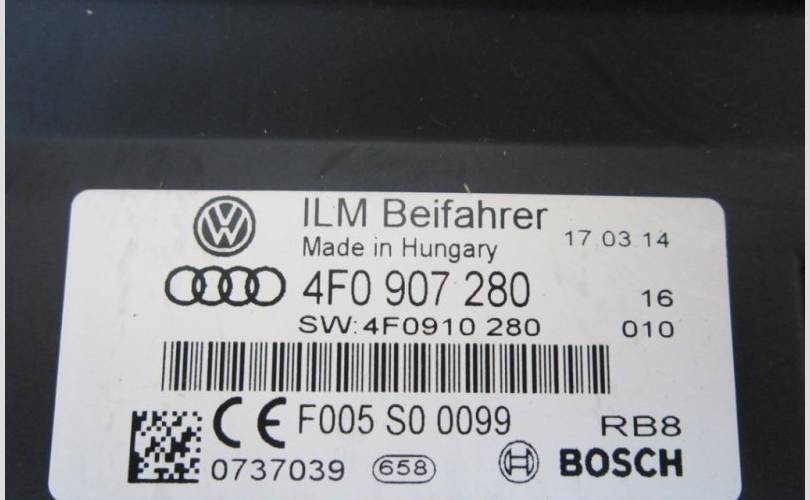 ILM Beifahrer
Made in Hungary 17 03 14
4F0 907 280 16
SW:4F0910 280 010
CE F005 S0 0099 RB8
0737039 658 BOSCH